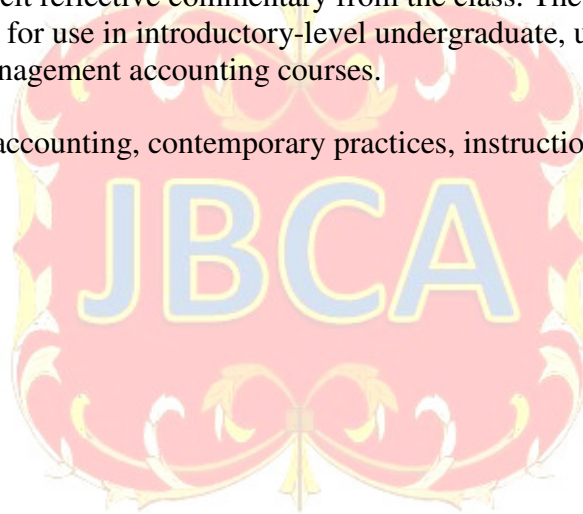 reflective commentary from the class. The
for use in introductory-level undergraduate, u
nagement accounting courses.
accounting, contemporary practices, instructio
JBCA